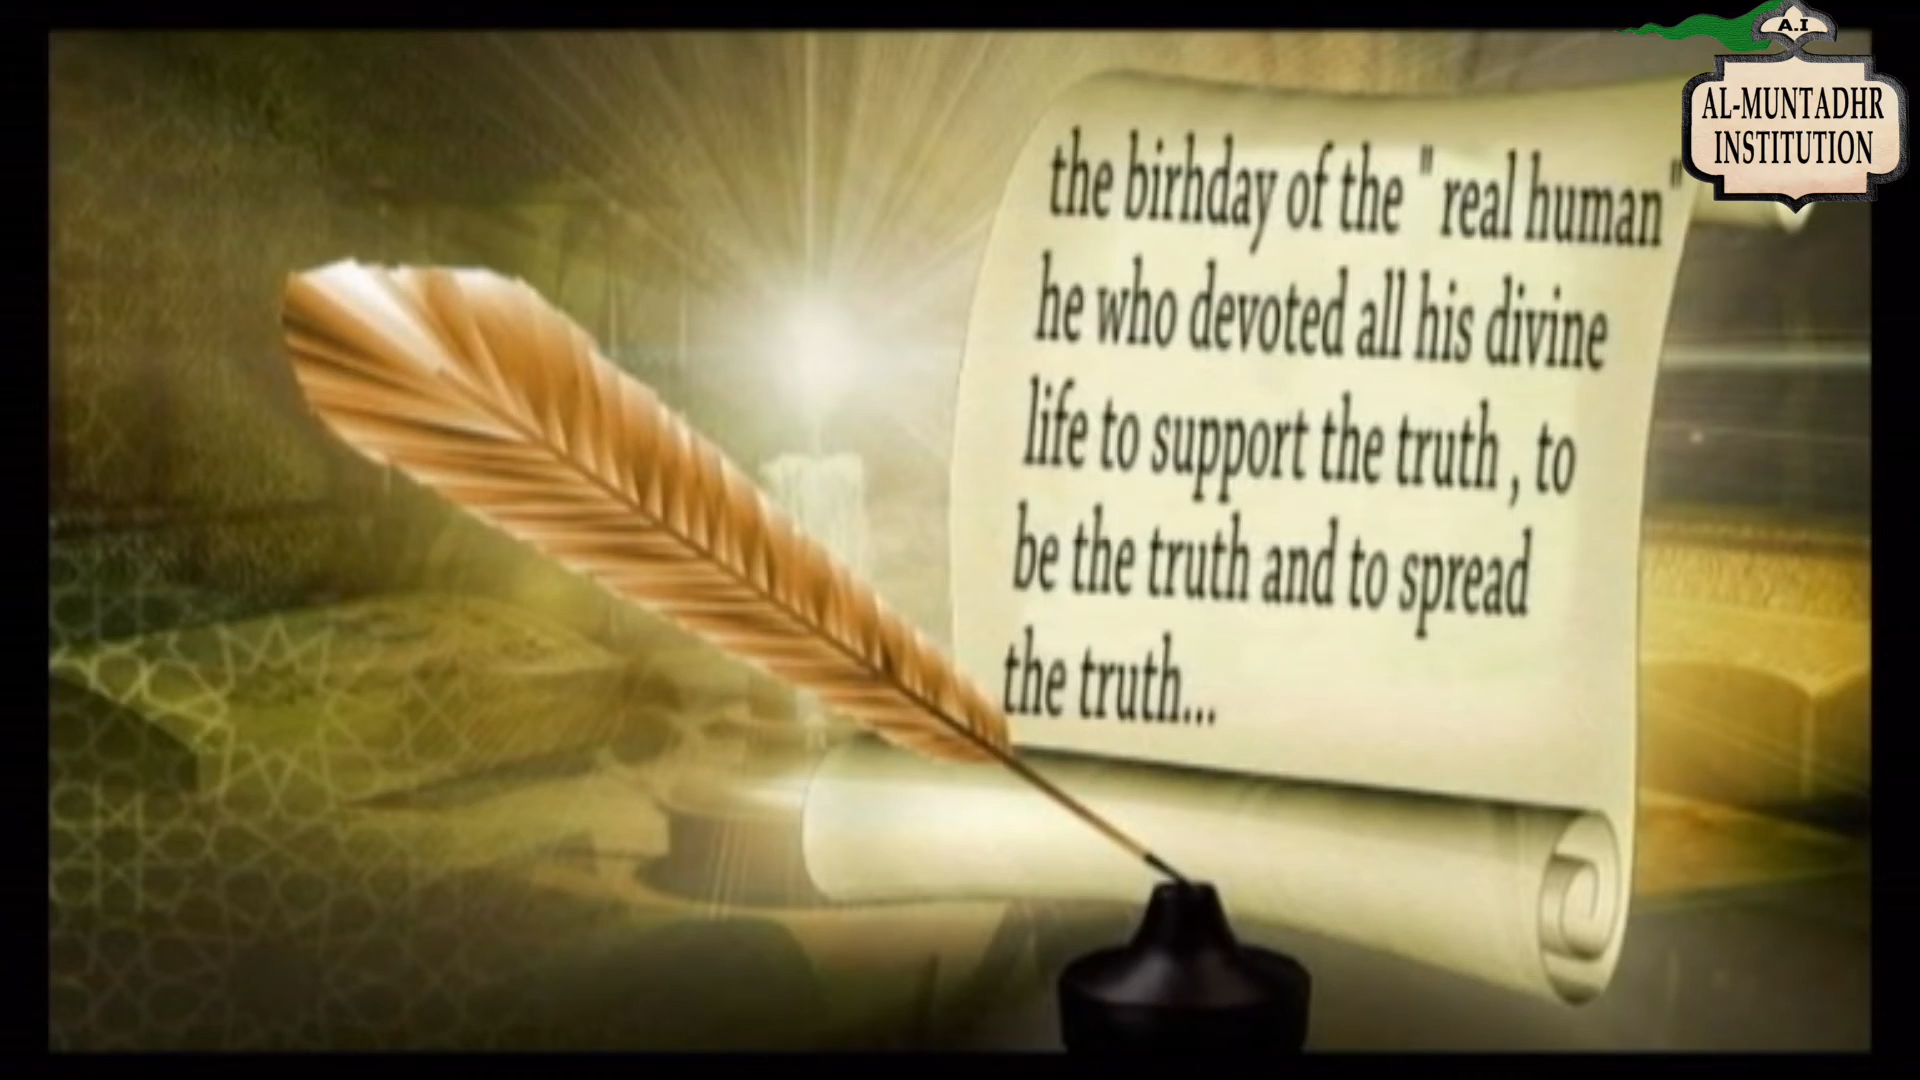 A.I
AL-MUNTADHR
INSTITUTION
the birhday of the " real human "
he who devoted all his divine
life to support the truth , to
be the truth and to spread
the truth...